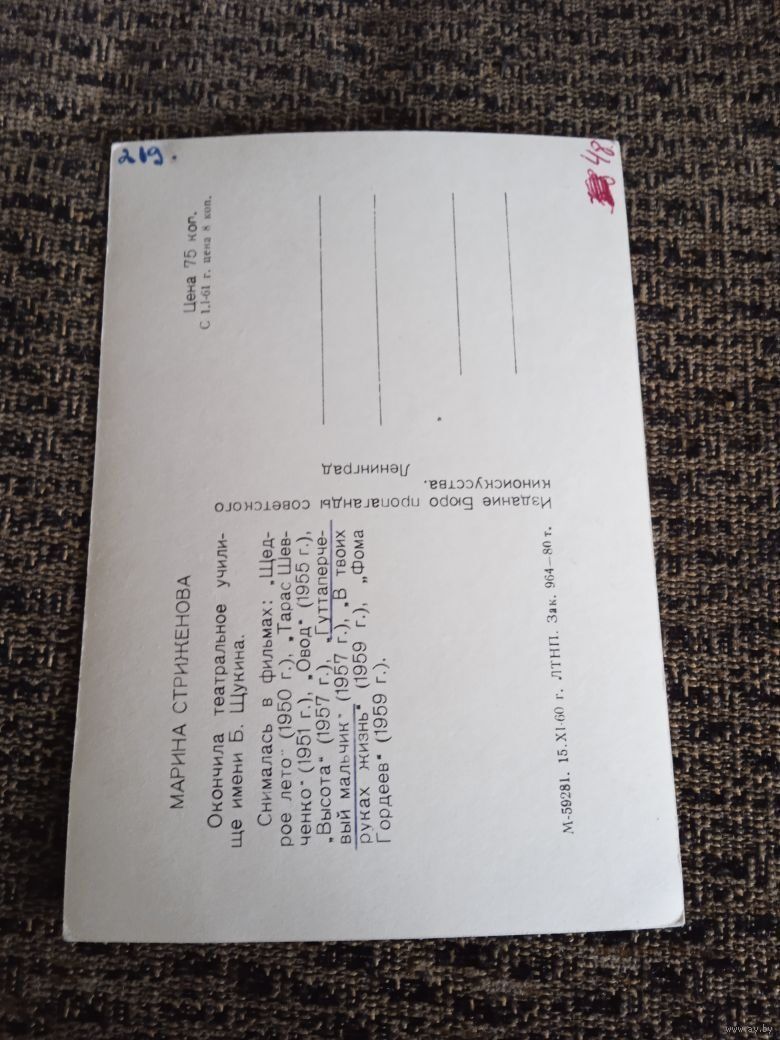 МАРИНА СТРИЖЕНОВА
Окончила театральное учили-
ще имени Б. Щукина.
Снималась в фильмах: „Щед-
рое лето“ (1950 г.), „Тарас Шев-
ченко“ (1951 г.), „Овод“ (1955 г.),
„Высота“ (1957 г.), „Гуттаперче-
вый мальчик“ (1957 г.), „В твоих
руках жизнь“ (1959 г.), „Фома
Гордеев“ (1959 г.).
М-59281. 15.XI-60 г. ЛТНП. Зак. 964—80 т.
Издание Бюро пропаганды советского
киноискусства.
Ленинград
Цена 75 коп.
С 1.1-61 г. цена 8 коп.
219.
48
www.ay.by